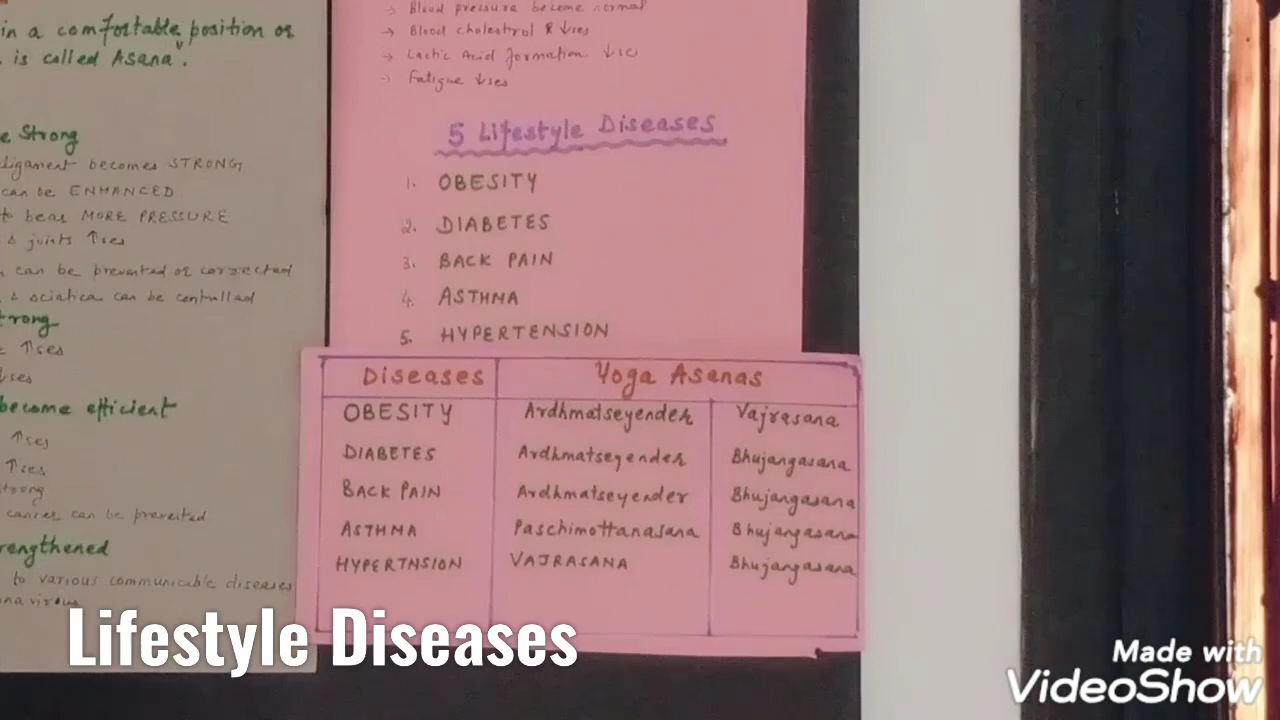 in a comfortable position or
is called Asana".
e Strong
ligament becomes STRONG
can be ENHANCED
to bear MORE PRESSURE
& joints ↑ses
can be prevented or corrected
& sciatica can be controlled
trong
↑ses
↓ses
become efficient
↑ses
↑ses
strong
cancer can be prevented
rengthened
to various communicable diseases
→ Blood pressure become normal
→ Blood cholestrol ↓ses
→ Lactic Acid formation ↓ses
→ Fatigue ↓ses
5 Lifestyle Diseases
1. OBESITY
2. DIABETES
3. BACK PAIN
4. ASTHMA
5. HYPERTENSION
Diseases Yoga Asanas
OBESITY Ardhmatseyender Vajrasana
DIABETES Ardhmatseyender Bhujangasana
BACK PAIN Ardhmatseyender Bhujangasana
ASTHMA Paschimottanasana Bhujangasana
HYPERTNSION VAJRASANA Bhujangasana
Lifestyle Diseases
Made with
VideoShow